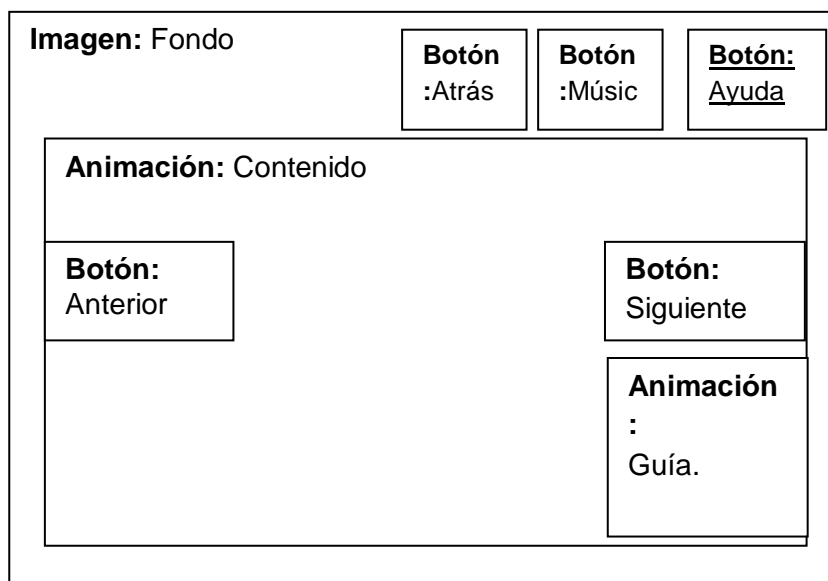 Imagen: Fondo
Botón
:Atrás
Botón
:Músic
Botón:
Ayuda
Animación: Contenido
Botón:
Anterior
Botón:
Siguiente
Animación
:
Guía.